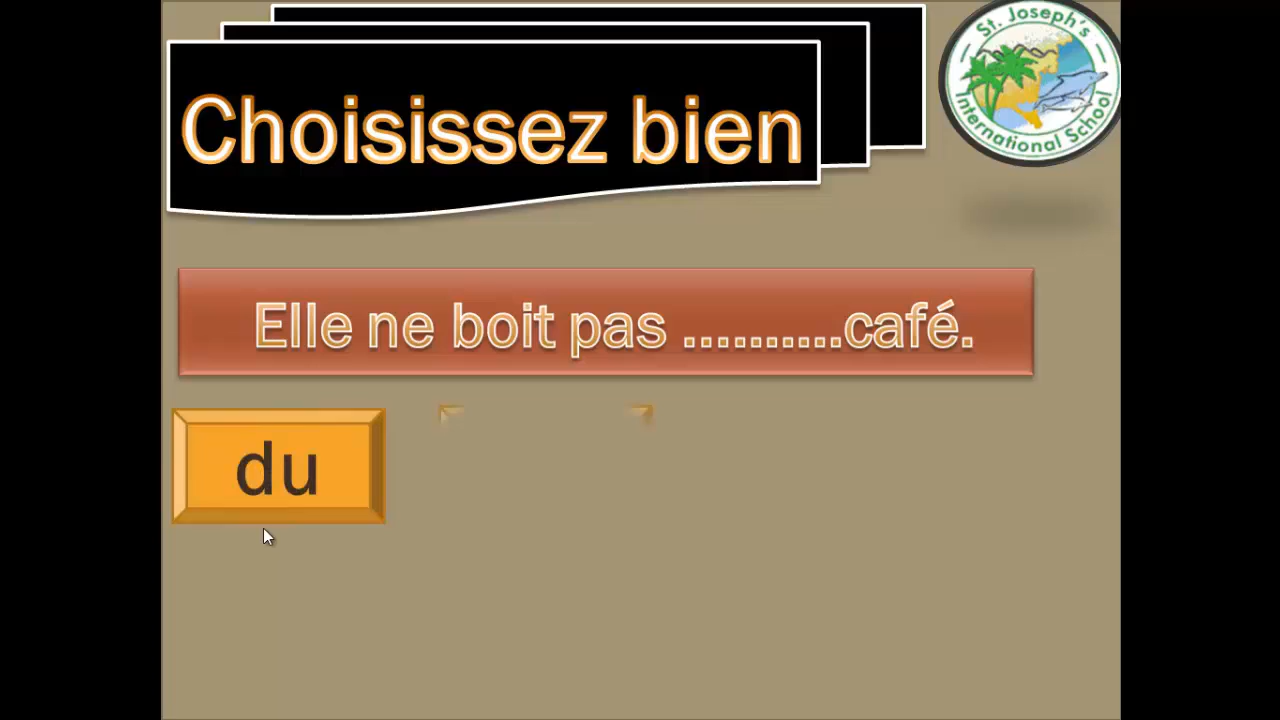 St. Joseph's
International School
Choisissez bien
Elle ne boit pas ..........café.
du